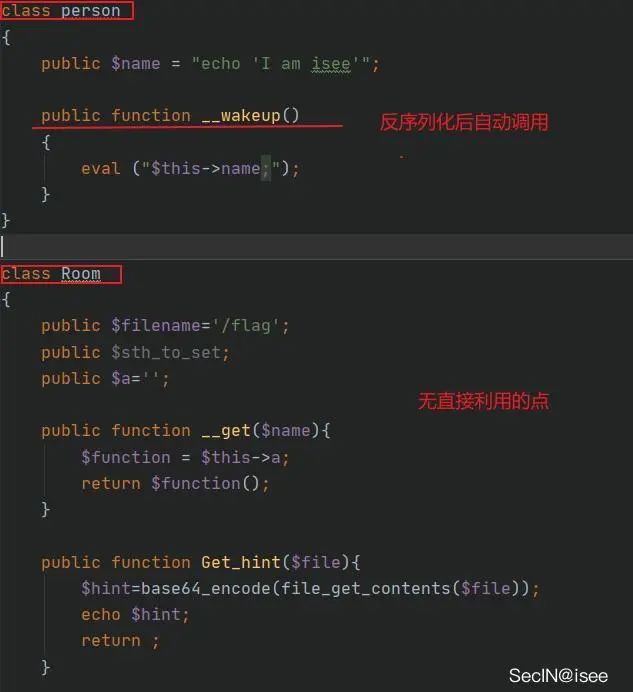 class person
{
    public $name = "echo 'I am isee'";
    public function __wakeup()
反序列化后自动调用
    {
        eval ("$this->name;");
    }
}
class Room
{
    public $filename='/flag';
    public $sth_to_set;
    public $a='';
无直接利用的点
    public function __get($name){
        $function = $this->a;
        return $function();
    }
    public function Get_hint($file){
        $hint=base64_encode(file_get_contents($file));
        echo $hint;
        return ;
    }
SecIN@isee